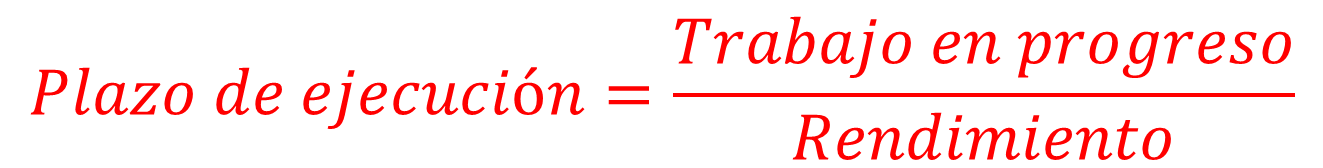 Plazo de ejecución = Trabajo en progreso / Rendimiento